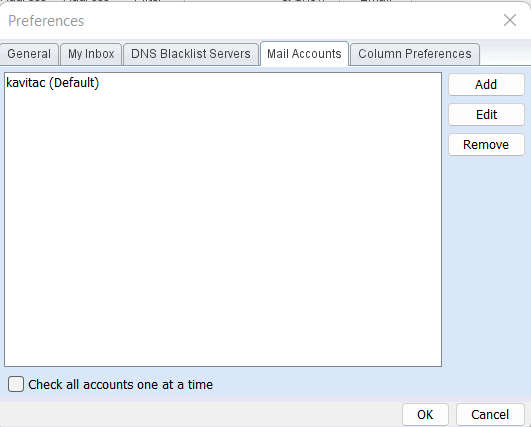 Preferences
General My Inbox DNS Blacklist Servers Mail Accounts Column Preferences
kavitac (Default)
Add
Edit
Remove
Check all accounts one at a time
OK Cancel